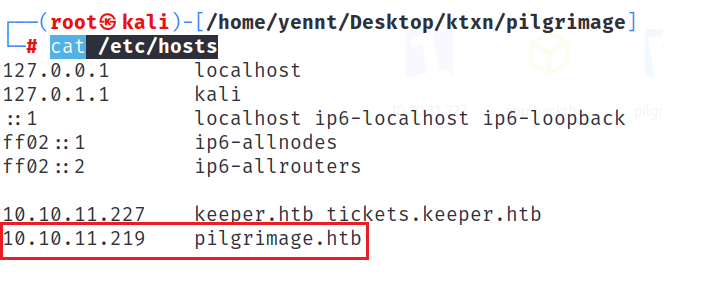 ┌──(root㉿kali)-[/home/yennt/Desktop/ktxn/pilgrimage]
└─# cat /etc/hosts
127.0.0.1 localhost
127.0.1.1 kali
::1 localhost ip6-localhost ip6-loopback
ff02::1 ip6-allnodes
ff02::2 ip6-allrouters
10.10.11.227 keeper.htb tickets.keeper.htb
10.10.11.219 pilgrimage.htb